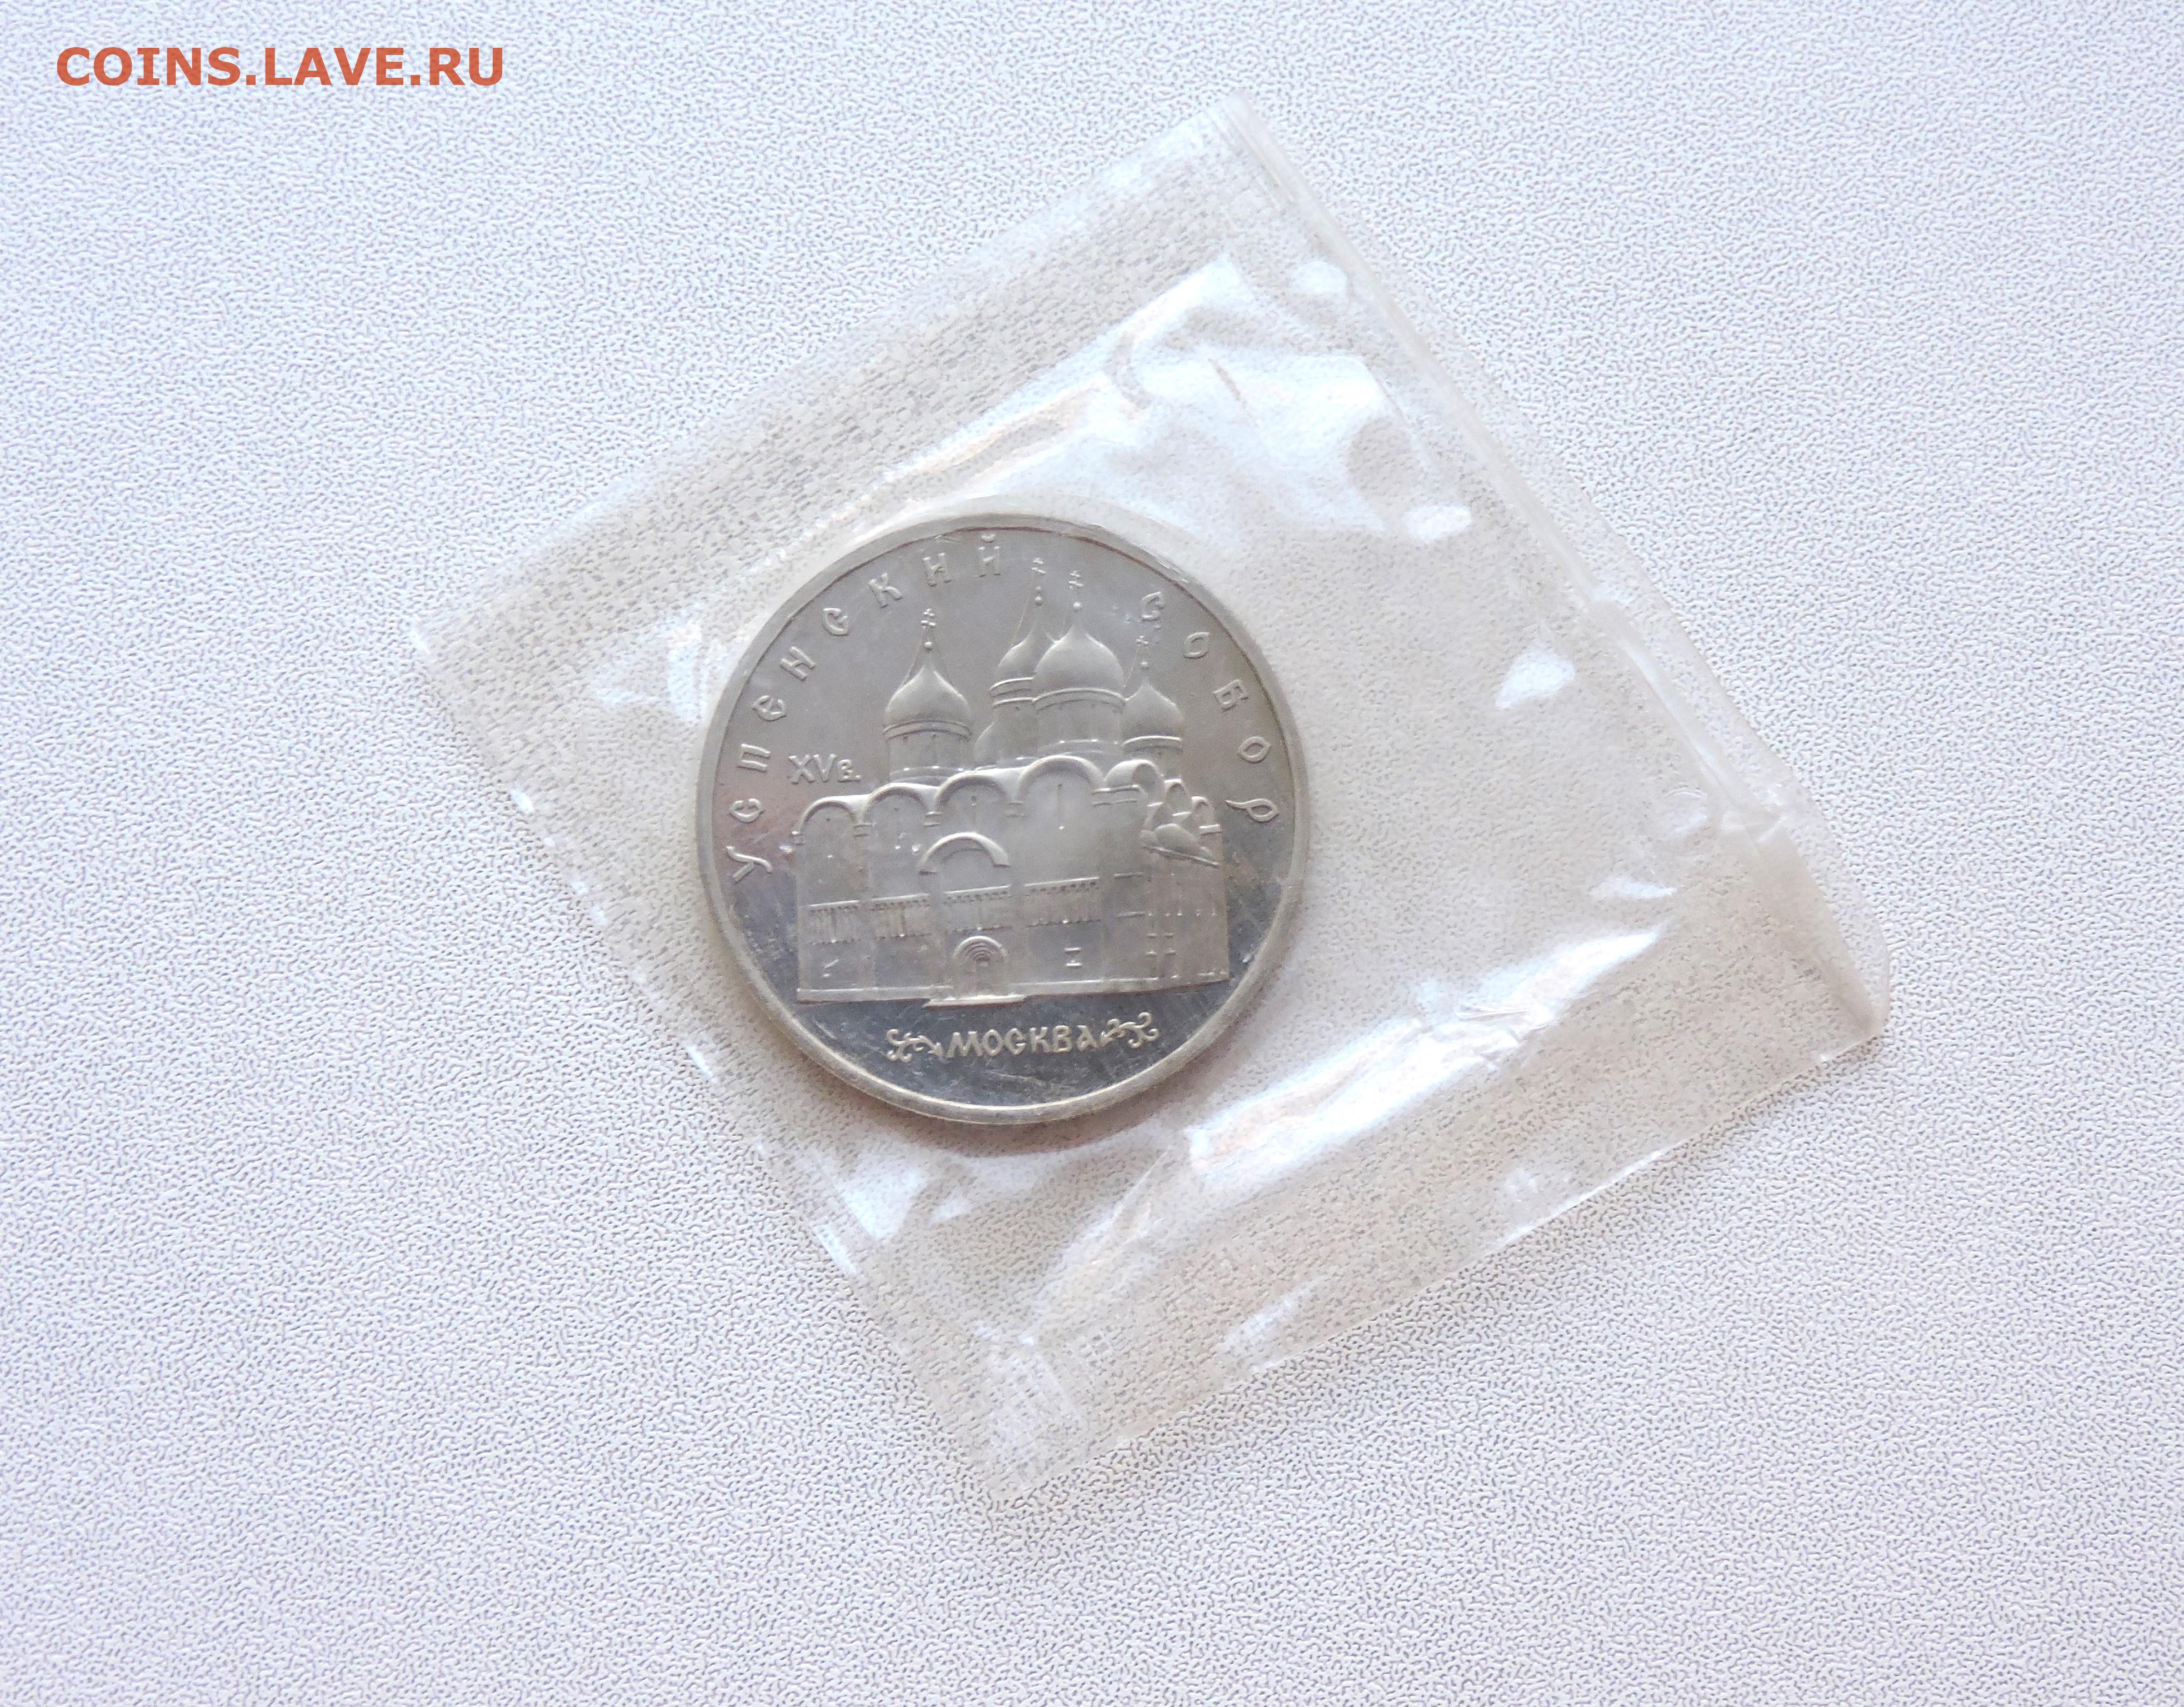 COINS.LAVE.RU
УСПЕНСКИЙ СОБОР
XVв.
МОСКВА